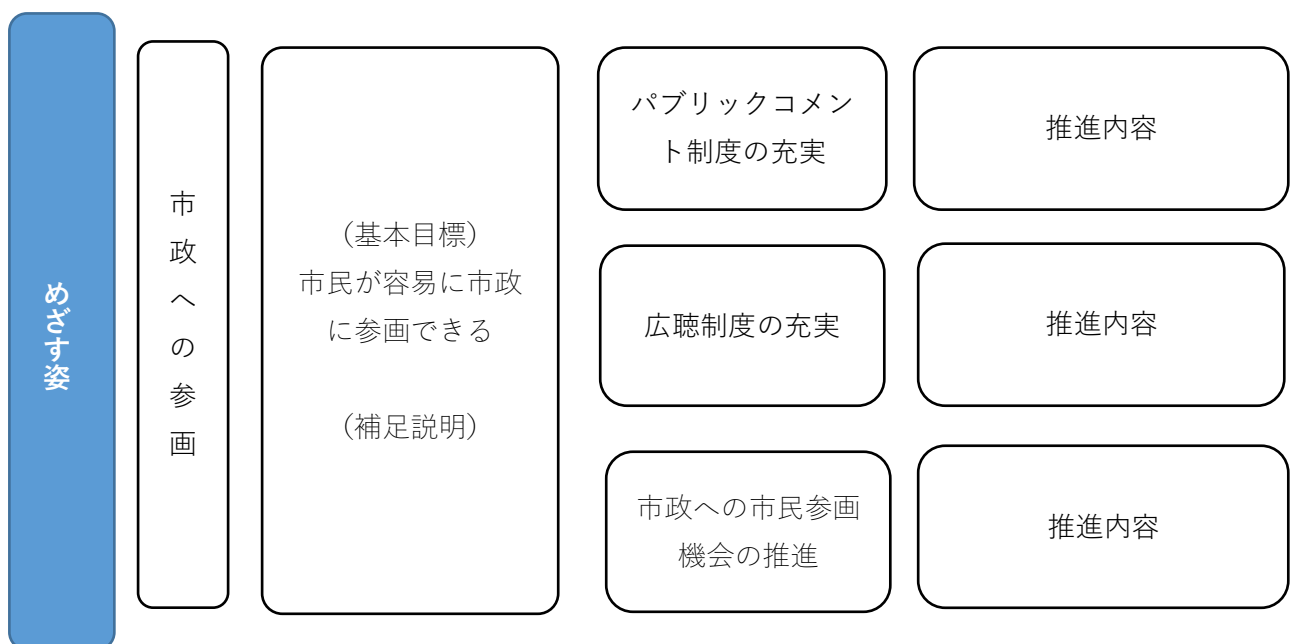 めざす姿
市政への参画
（基本目標）
市民が容易に市政
に参画できる
（補足説明）
パブリックコメン
ト制度の充実
推進内容
広聴制度の充実
推進内容
市政への市民参画
機会の推進
推進内容